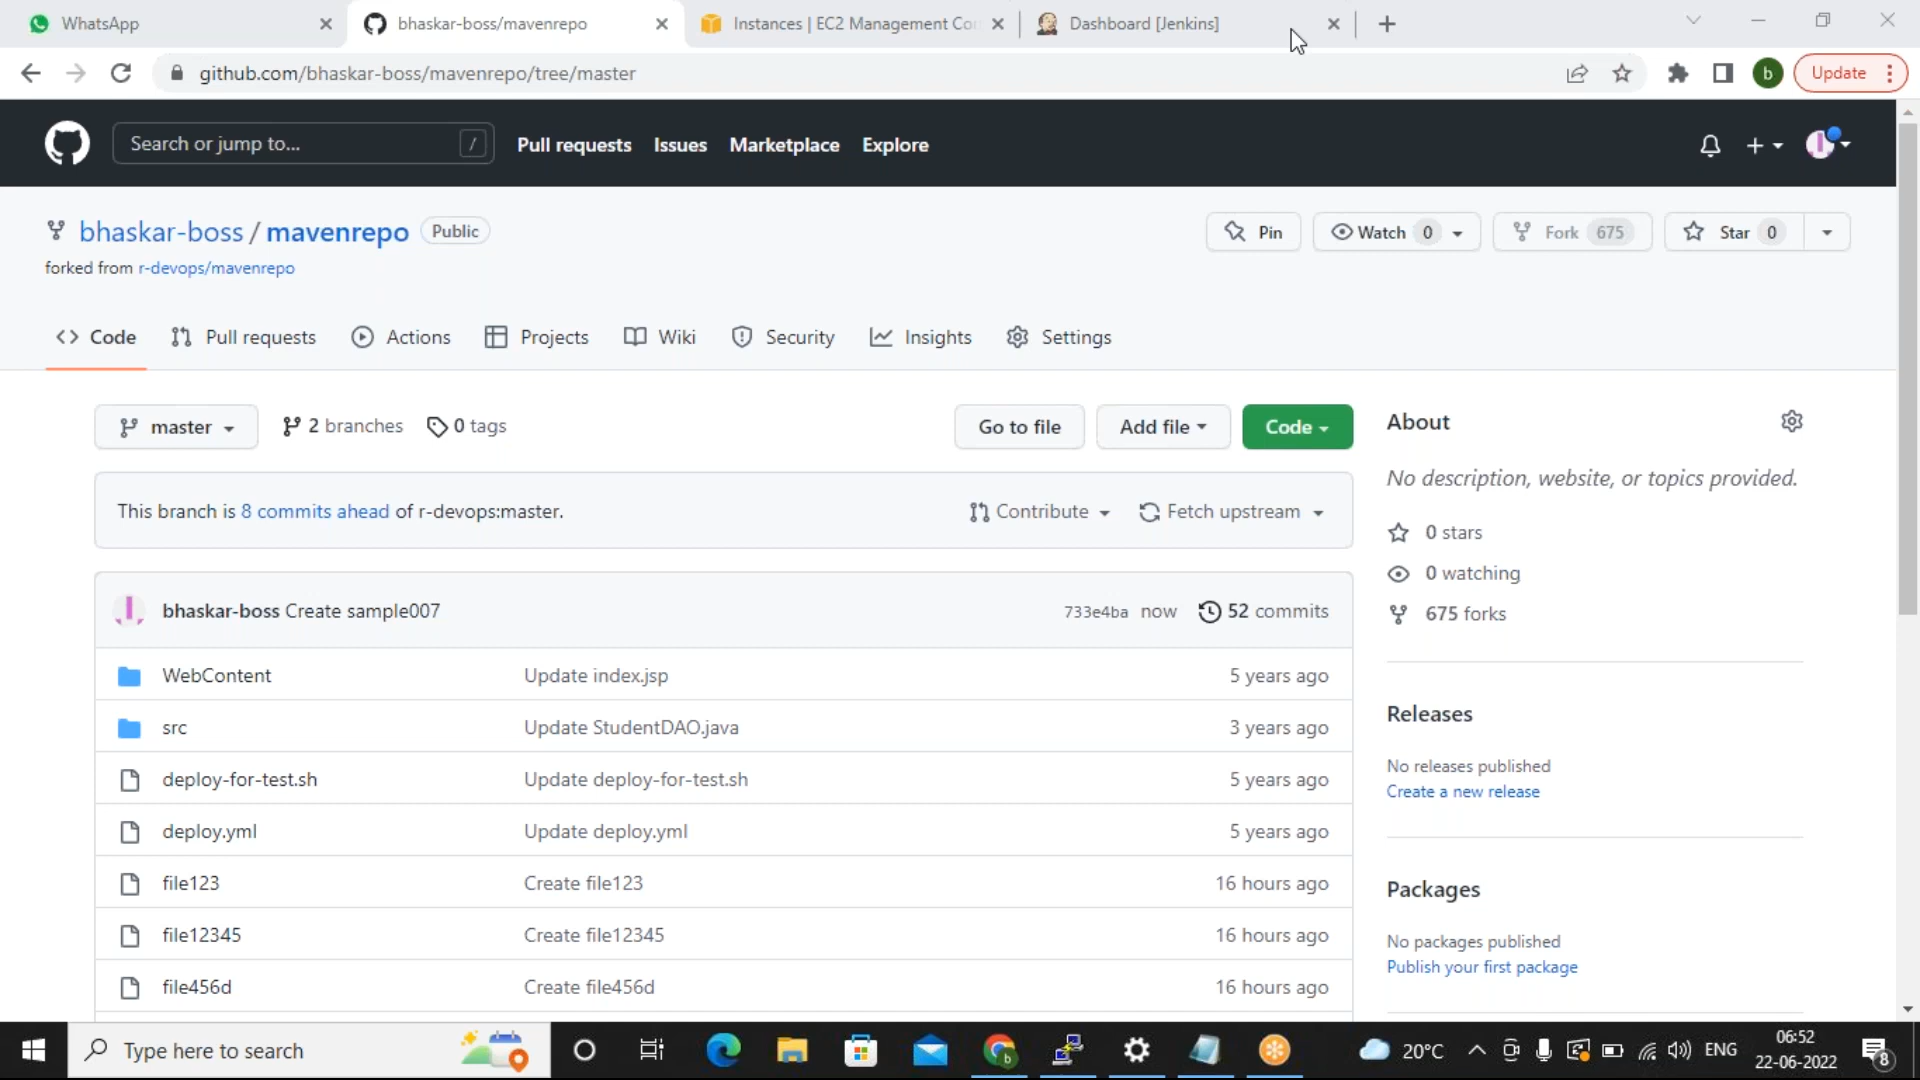 WhatsApp
bhaskar-boss/mavenrepo
Instances | EC2 Management Co
Dashboard [Jenkins]
github.com/bhaskar-boss/mavenrepo/tree/master
b
Update
Search or jump to...
/
Pull requests
Issues
Marketplace
Explore
bhaskar-boss / mavenrepo
Public
Pin
Watch 0
Fork 675
Star 0
forked from r-devops/mavenrepo
Code
Pull requests
Actions
Projects
Wiki
Security
Insights
Settings
master
2 branches
0 tags
Go to file
Add file
Code
This branch is 8 commits ahead of r-devops:master.
Contribute
Fetch upstream
bhaskar-boss Create sample007
733e4ba now
52 commits
WebContent Update index.jsp 5 years ago
src Update StudentDAO.java 3 years ago
deploy-for-test.sh Update deploy-for-test.sh 5 years ago
deploy.yml Update deploy.yml 5 years ago
file123 Create file123 16 hours ago
file12345 Create file12345 16 hours ago
file456d Create file456d 16 hours ago
About
No description, website, or topics provided.
0 stars
0 watching
675 forks
Releases
No releases published
Create a new release
Packages
No packages published
Publish your first package
Type here to search
b
20°C
ENG
06:52
22-06-2022
8